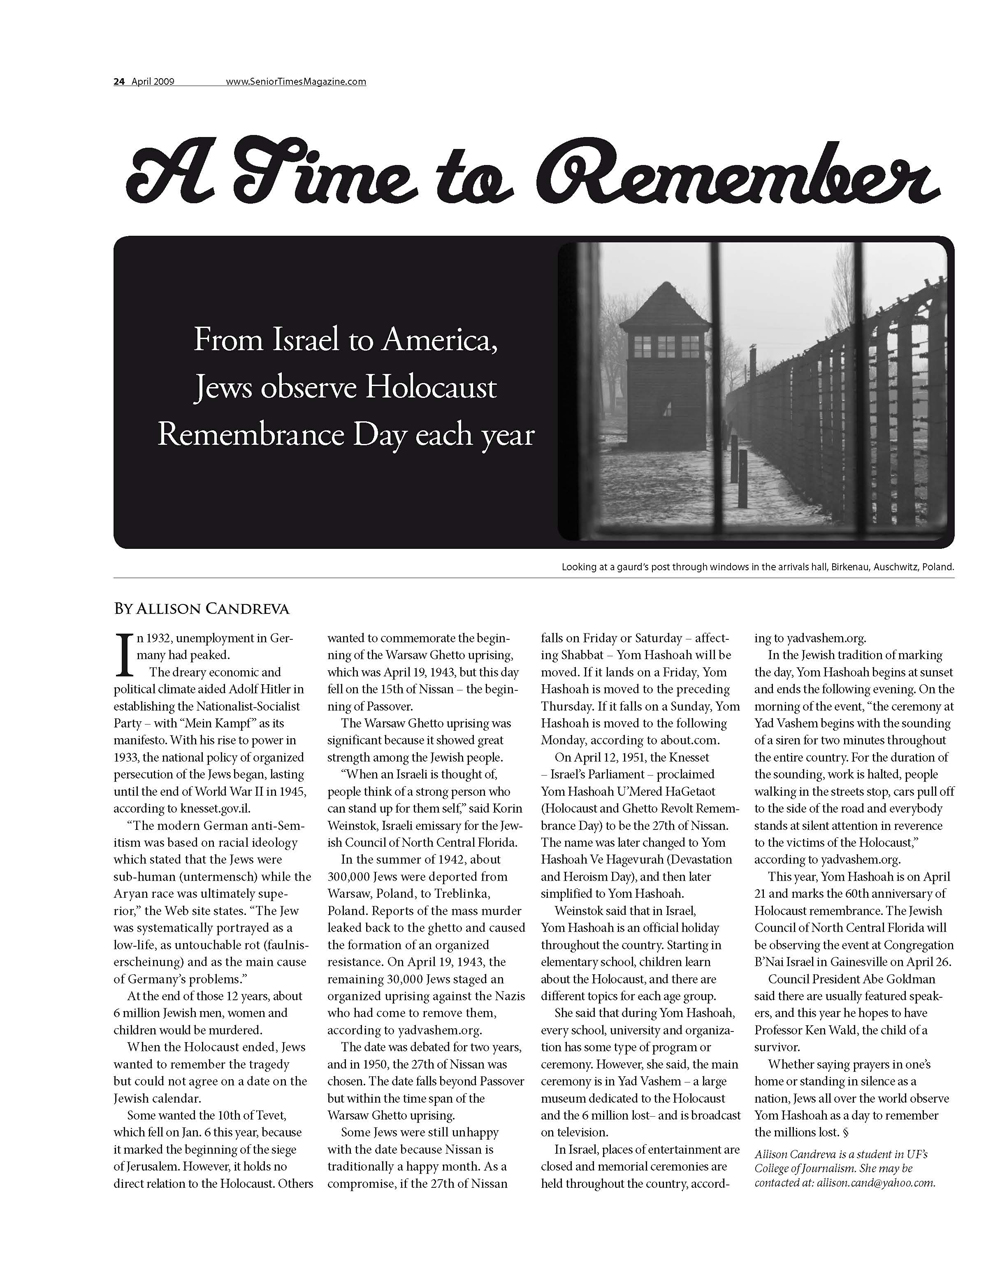 24 April 2009 www.SeniorTimesMagazine.com
A Time to Remember
From Israel to America,
Jews observe Holocaust
Remembrance Day each year
Looking at a gaurd's post through windows in the arrivals hall, Birkenau, Auschwitz, Poland.
By Allison Candreva
In 1932, unemployment in Ger-
many had peaked.
The dreary economic and
political climate aided Adolf Hitler in
establishing the Nationalist-Socialist
Party – with “Mein Kampf” as its
manifesto. With his rise to power in
1933, the national policy of organized
persecution of the Jews began, lasting
until the end of World War II in 1945,
according to knesset.gov.il.
“The modern German anti-Sem-
itism was based on racial ideology
which stated that the Jews were
sub-human (untermensch) while the
Aryan race was ultimately supe-
rior,” the Web site states. “The Jew
was systematically portrayed as a
low-life, as untouchable rot (faulnis-
erscheinung) and as the main cause
of Germany’s problems.”
At the end of those 12 years, about
6 million Jewish men, women and
children would be murdered.
When the Holocaust ended, Jews
wanted to remember the tragedy
but could not agree on a date on the
Jewish calendar.
Some wanted the 10th of Tevet,
which fell on Jan. 6 this year, because
it marked the beginning of the siege
of Jerusalem. However, it holds no
direct relation to the Holocaust. Others
wanted to commemorate the begin-
ning of the Warsaw Ghetto uprising,
which was April 19, 1943, but this day
fell on the 15th of Nissan – the begin-
ning of Passover.
The Warsaw Ghetto uprising was
significant because it showed great
strength among the Jewish people.
“When an Israeli is thought of,
people think of a strong person who
can stand up for them self,” said Korin
Weinstok, Israeli emissary for the Jew-
ish Council of North Central Florida.
In the summer of 1942, about
300,000 Jews were deported from
Warsaw, Poland, to Treblinka,
Poland. Reports of the mass murder
leaked back to the ghetto and caused
the formation of an organized
resistance. On April 19, 1943, the
remaining 30,000 Jews staged an
organized uprising against the Nazis
who had come to remove them,
according to yadvashem.org.
The date was debated for two years,
and in 1950, the 27th of Nissan was
chosen. The date falls beyond Passover
but within the time span of the
Warsaw Ghetto uprising.
Some Jews were still unhappy
with the date because Nissan is
traditionally a happy month. As a
compromise, if the 27th of Nissan
falls on Friday or Saturday – affect-
ing Shabbat – Yom Hashoah will be
moved. If it lands on a Friday, Yom
Hashoah is moved to the preceding
Thursday. If it falls on a Sunday, Yom
Hashoah is moved to the following
Monday, according to about.com.
On April 12, 1951, the Knesset
– Israel’s Parliament – proclaimed
Yom Hashoah U’Mered HaGetaot
(Holocaust and Ghetto Revolt Remem-
brance Day) to be the 27th of Nissan.
The name was later changed to Yom
Hashoah Ve Hagevurah (Devastation
and Heroism Day), and then later
simplified to Yom Hashoah.
Weinstok said that in Israel,
Yom Hashoah is an official holiday
throughout the country. Starting in
elementary school, children learn
about the Holocaust, and there are
different topics for each age group.
She said that during Yom Hashoah,
every school, university and organiza-
tion has some type of program or
ceremony. However, she said, the main
ceremony is in Yad Vashem – a large
museum dedicated to the Holocaust
and the 6 million lost– and is broadcast
on television.
In Israel, places of entertainment are
closed and memorial ceremonies are
held throughout the country, accord-
ing to yadvashem.org.
In the Jewish tradition of marking
the day, Yom Hashoah begins at sunset
and ends the following evening. On the
morning of the event, “the ceremony at
Yad Vashem begins with the sounding
of a siren for two minutes throughout
the entire country. For the duration of
the sounding, work is halted, people
walking in the streets stop, cars pull off
to the side of the road and everybody
stands at silent attention in reverence
to the victims of the Holocaust,”
according to yadvashem.org.
This year, Yom Hashoah is on April
21 and marks the 60th anniversary of
Holocaust remembrance. The Jewish
Council of North Central Florida will
be observing the event at Congregation
B’Nai Israel in Gainesville on April 26.
Council President Abe Goldman
said there are usually featured speak-
ers, and this year he hopes to have
Professor Ken Wald, the child of a
survivor.
Whether saying prayers in one’s
home or standing in silence as a
nation, Jews all over the world observe
Yom Hashoah as a day to remember
the millions lost. §
Allison Candreva is a student in UF’s
College of Journalism. She may be
contacted at: allison.cand@yahoo.com.